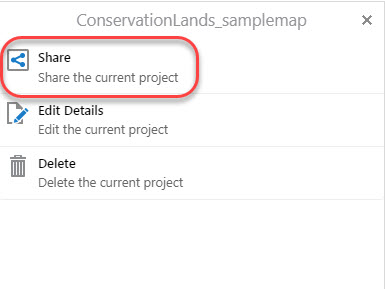 ConservationLands_samplemap
Share
Share the current project
Edit Details
Edit the current project
Delete
Delete the current project